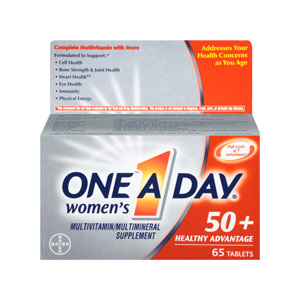 Complete Multivitamin with More
Formulated to Support:*
• Cell Health
• Bone Strength & Joint Health
• Heart Health
• Eye Health
• Immunity
• Physical Energy
Addresses Your
Health Concerns
as You Age
ONE A DAY®
1
women's
MULTIVITAMIN/MULTIMINERAL
SUPPLEMENT
50+
HEALTHY ADVANTAGE
65 TABLETS
BAYER